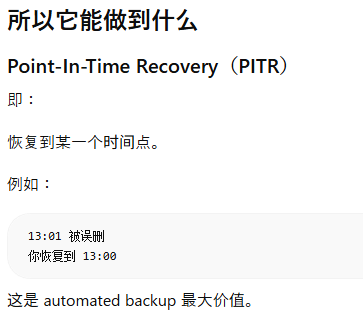 所以它能做到什么
Point-In-Time Recovery（PITR）
即：
恢复到某一个时间点。
例如：
13:01 被误删
你恢复到 13:00
这是 automated backup 最大价值。